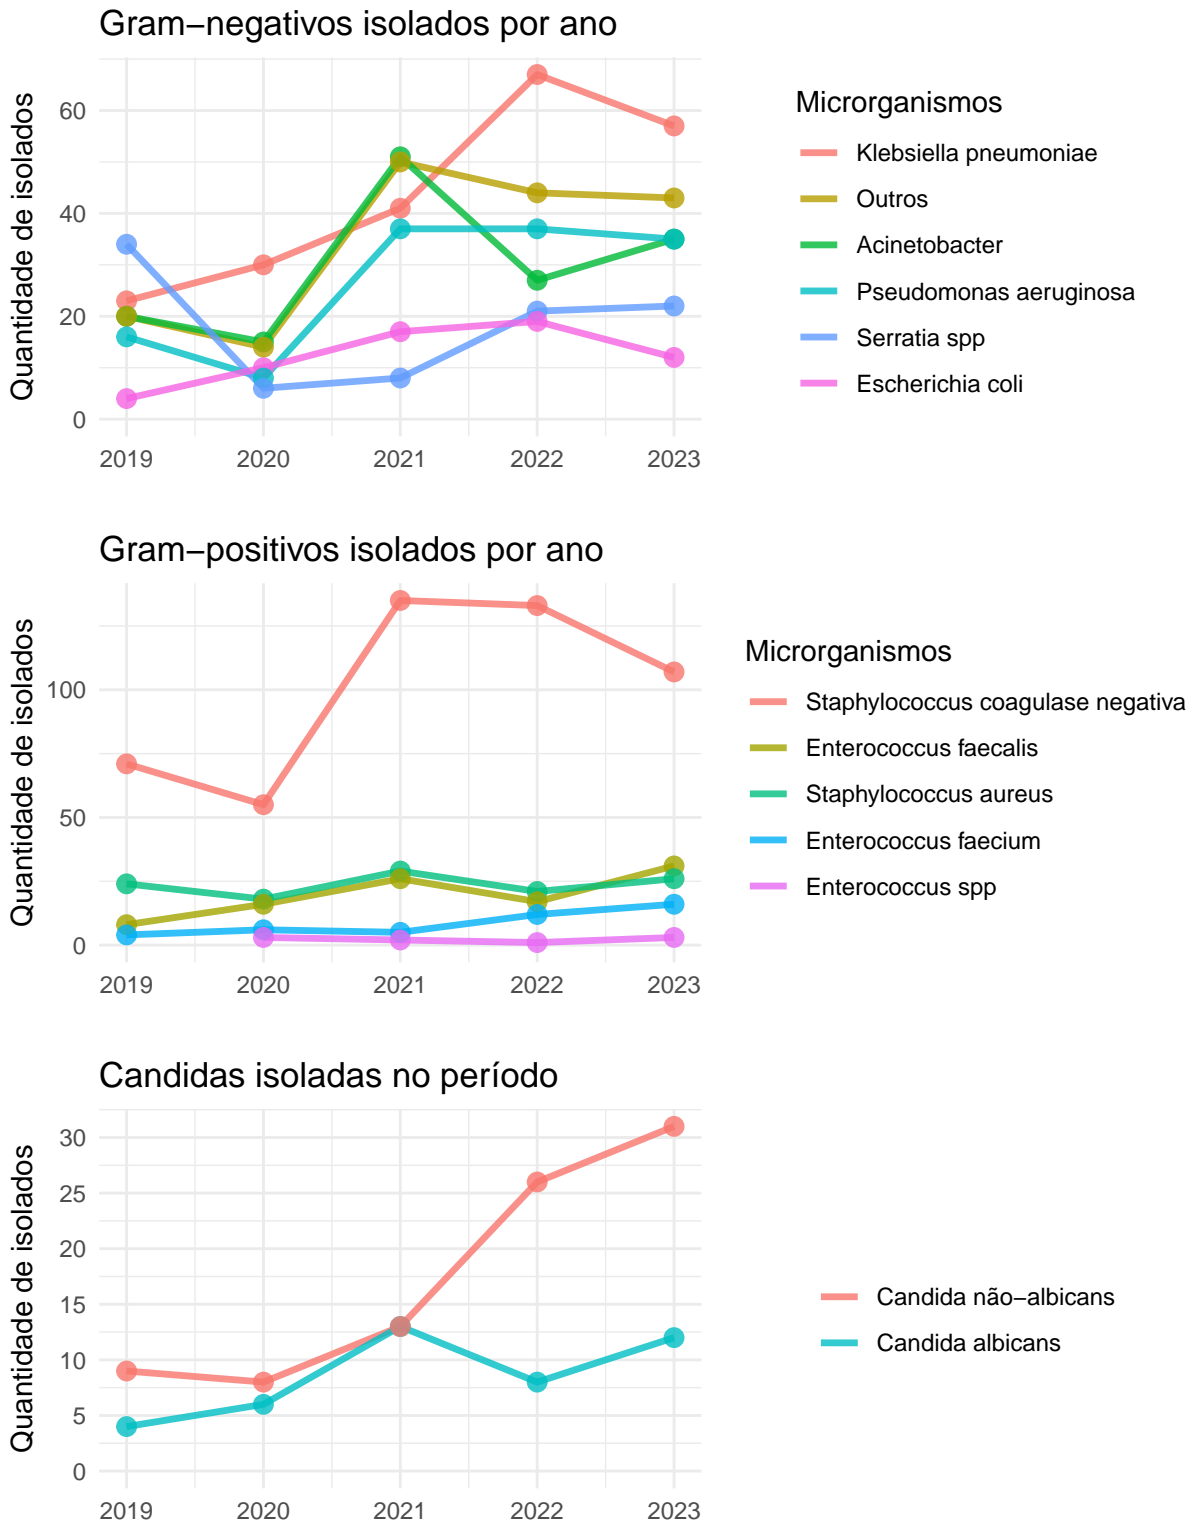 Gram−negativos isolados por ano
Quantidade de isolados
60
40
20
0
2019 2020 2021 2022 2023
Microrganismos
Klebsiella pneumoniae
Outros
Acinetobacter
Pseudomonas aeruginosa
Serratia spp
Escherichia coli
Gram−positivos isolados por ano
Quantidade de isolados
100
50
0
2019 2020 2021 2022 2023
Microrganismos
Staphylococcus coagulase negativa
Enterococcus faecalis
Staphylococcus aureus
Enterococcus faecium
Enterococcus spp
Candidas isoladas no período
Quantidade de isolados
30
25
20
15
10
5
0
2019 2020 2021 2022 2023
Candida não−albicans
Candida albicans